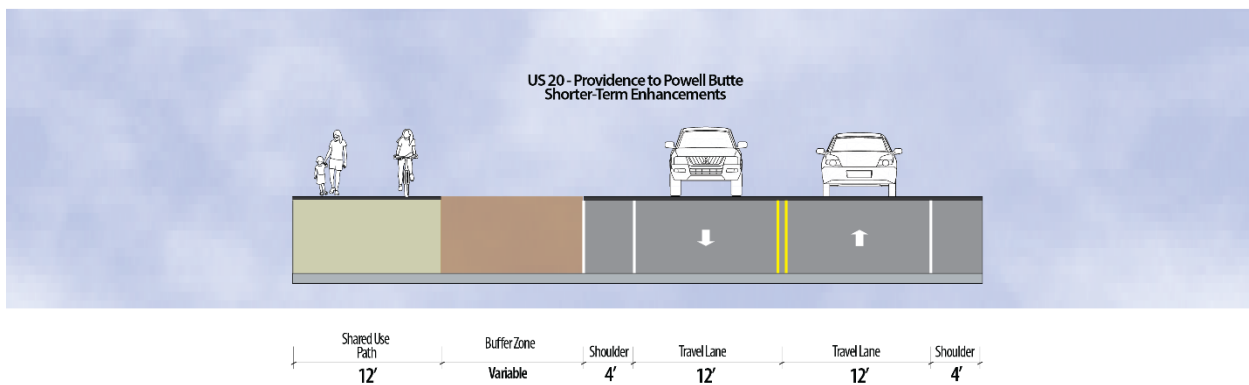 US 20 - Providence to Powell Butte
Shorter-Term Enhancements
Shared Use
Path
12'
Buffer Zone
Variable
Shoulder
4'
Travel Lane
12'
Travel Lane
12'
Shoulder
4'